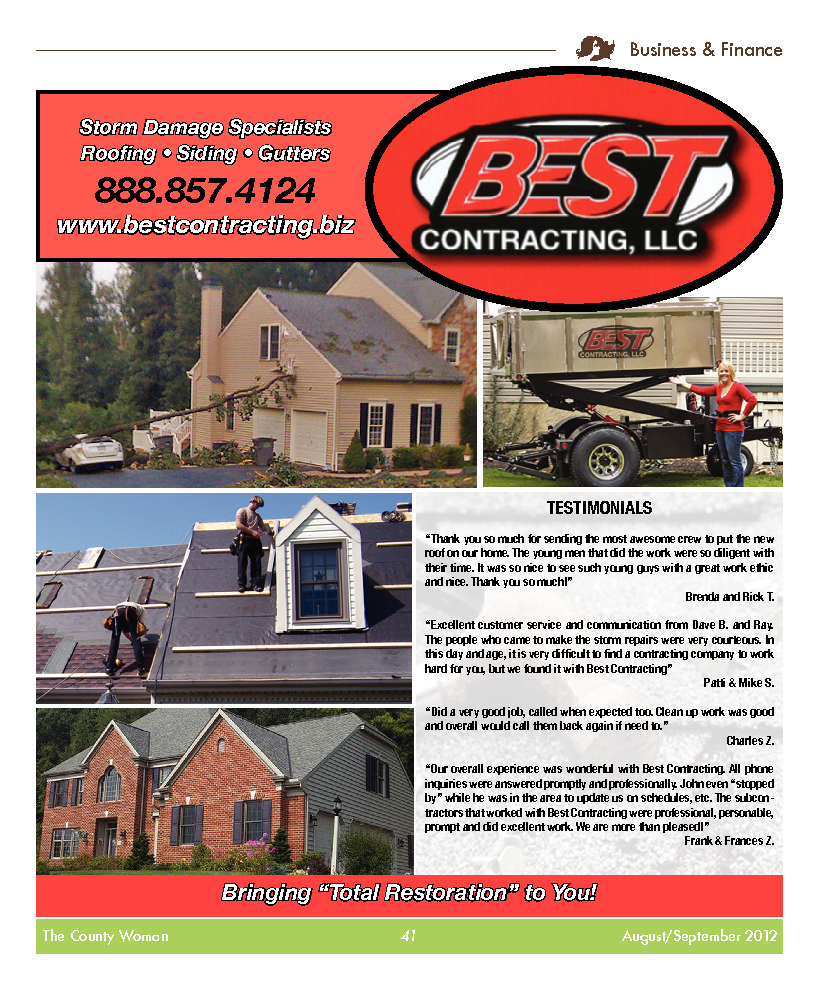 Business & Finance
Storm Damage Specialists
Roofing • Siding • Gutters
888.857.4124
www.bestcontracting.biz
BEST
CONTRACTING, LLC
BEST
CONTRACTING, LLC
TESTIMONIALS
“Thank you so much for sending the most awesome crew to put the new
roof on our home. The young men that did the work were so diligent with
their time. It was so nice to see such young guys with a great work ethic
and nice. Thank you so much!”
Brenda and Rick T.
“Excellent customer service and communication from Dave B. and Ray.
The people who came to make the storm repairs were very courteous. In
this day and age, it is very difficult to find a contracting company to work
hard for you, but we found it with Best Contracting”
Patti & Mike S.
“Did a very good job, called when expected too. Clean up work was good
and overall would call them back again if need to.”
Charles Z.
“Our overall experience was wonderful with Best Contracting. All phone
inquiries were answered promptly and professionally. John even “stopped
by” while he was in the area to update us on schedules, etc. The subcon-
tractors that worked with Best Contracting were professional, personable,
prompt and did excellent work. We are more than pleased!”
Frank & Frances Z.
Bringing “Total Restoration” to You!
The County Woman
41
August/September 2012